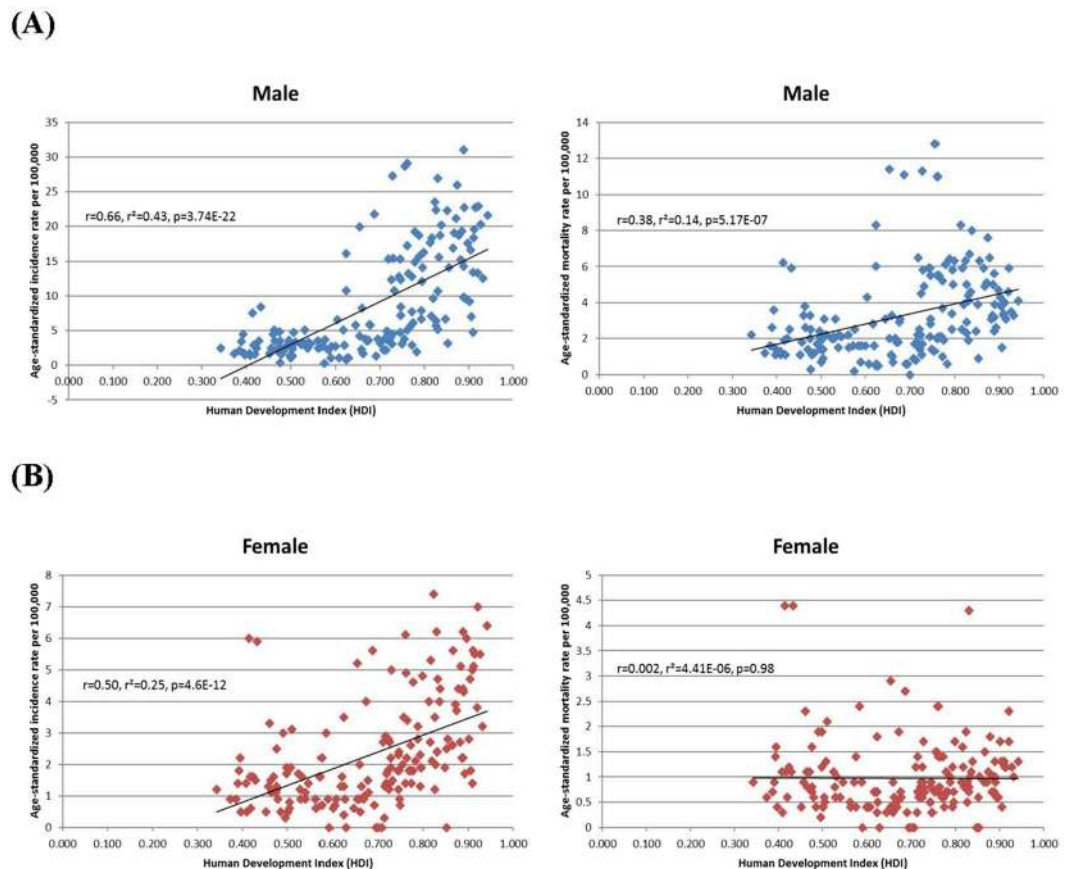 (A)
Male
Age-standardized incidence rate per 100,000
35
30
25
20
15
10
5
0
-5
r=0.66, r²=0.43, p=3.74E-22
0.000 0.100 0.200 0.300 0.400 0.500 0.600 0.700 0.800 0.900 1.000
Human Development Index (HDI)
Male
Age-standardized mortality rate per 100,000
14
12
10
8
6
4
2
0
r=0.38, r²=0.14, p=5.17E-07
0.000 0.100 0.200 0.300 0.400 0.500 0.600 0.700 0.800 0.900 1.000
Human Development Index (HDI)
(B)
Female
Age-standardized incidence rate per 100,000
8
7
6
5
4
3
2
1
0
r=0.50, r²=0.25, p=4.6E-12
0.000 0.100 0.200 0.300 0.400 0.500 0.600 0.700 0.800 0.900 1.000
Human Development Index (HDI)
Female
Age-standardized mortality rate per 100,000
5
4.5
4
3.5
3
2.5
2
1.5
1
0.5
0
r=0.002, r²=4.41E-06, p=0.98
0.000 0.100 0.200 0.300 0.400 0.500 0.600 0.700 0.800 0.900 1.000
Human Development Index (HDI)